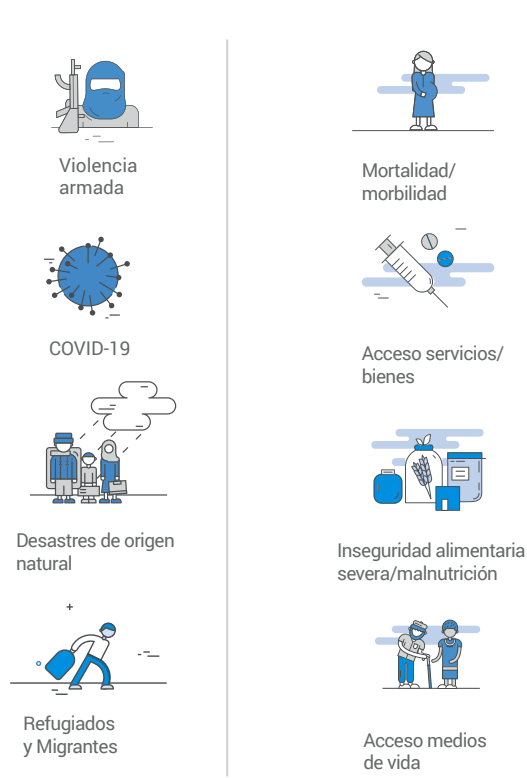 Violencia
armada
COVID-19
Desastres de origen
natural
Refugiados
y Migrantes
Mortalidad/
morbilidad
Acceso servicios/
bienes
Inseguridad alimentaria
severa/malnutrición
Acceso medios
de vida